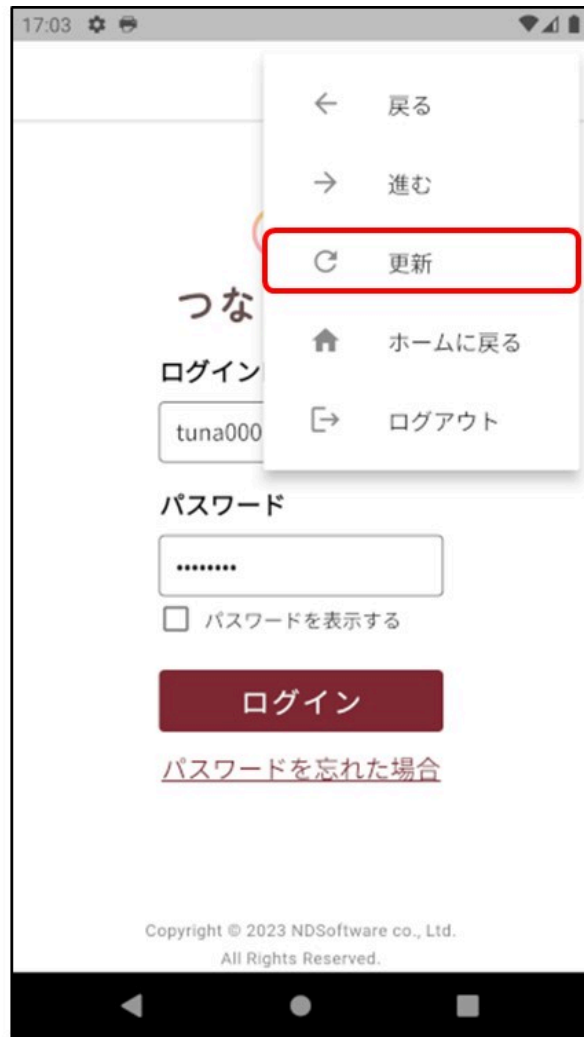 17:03
戻る
進む
更新
ホームに戻る
ログアウト
つな
ログイン
tuna000
パスワード
••••••••
パスワードを表示する
ログイン
パスワードを忘れた場合
Copyright © 2023 NDSoftware co., Ltd.
All Rights Reserved.